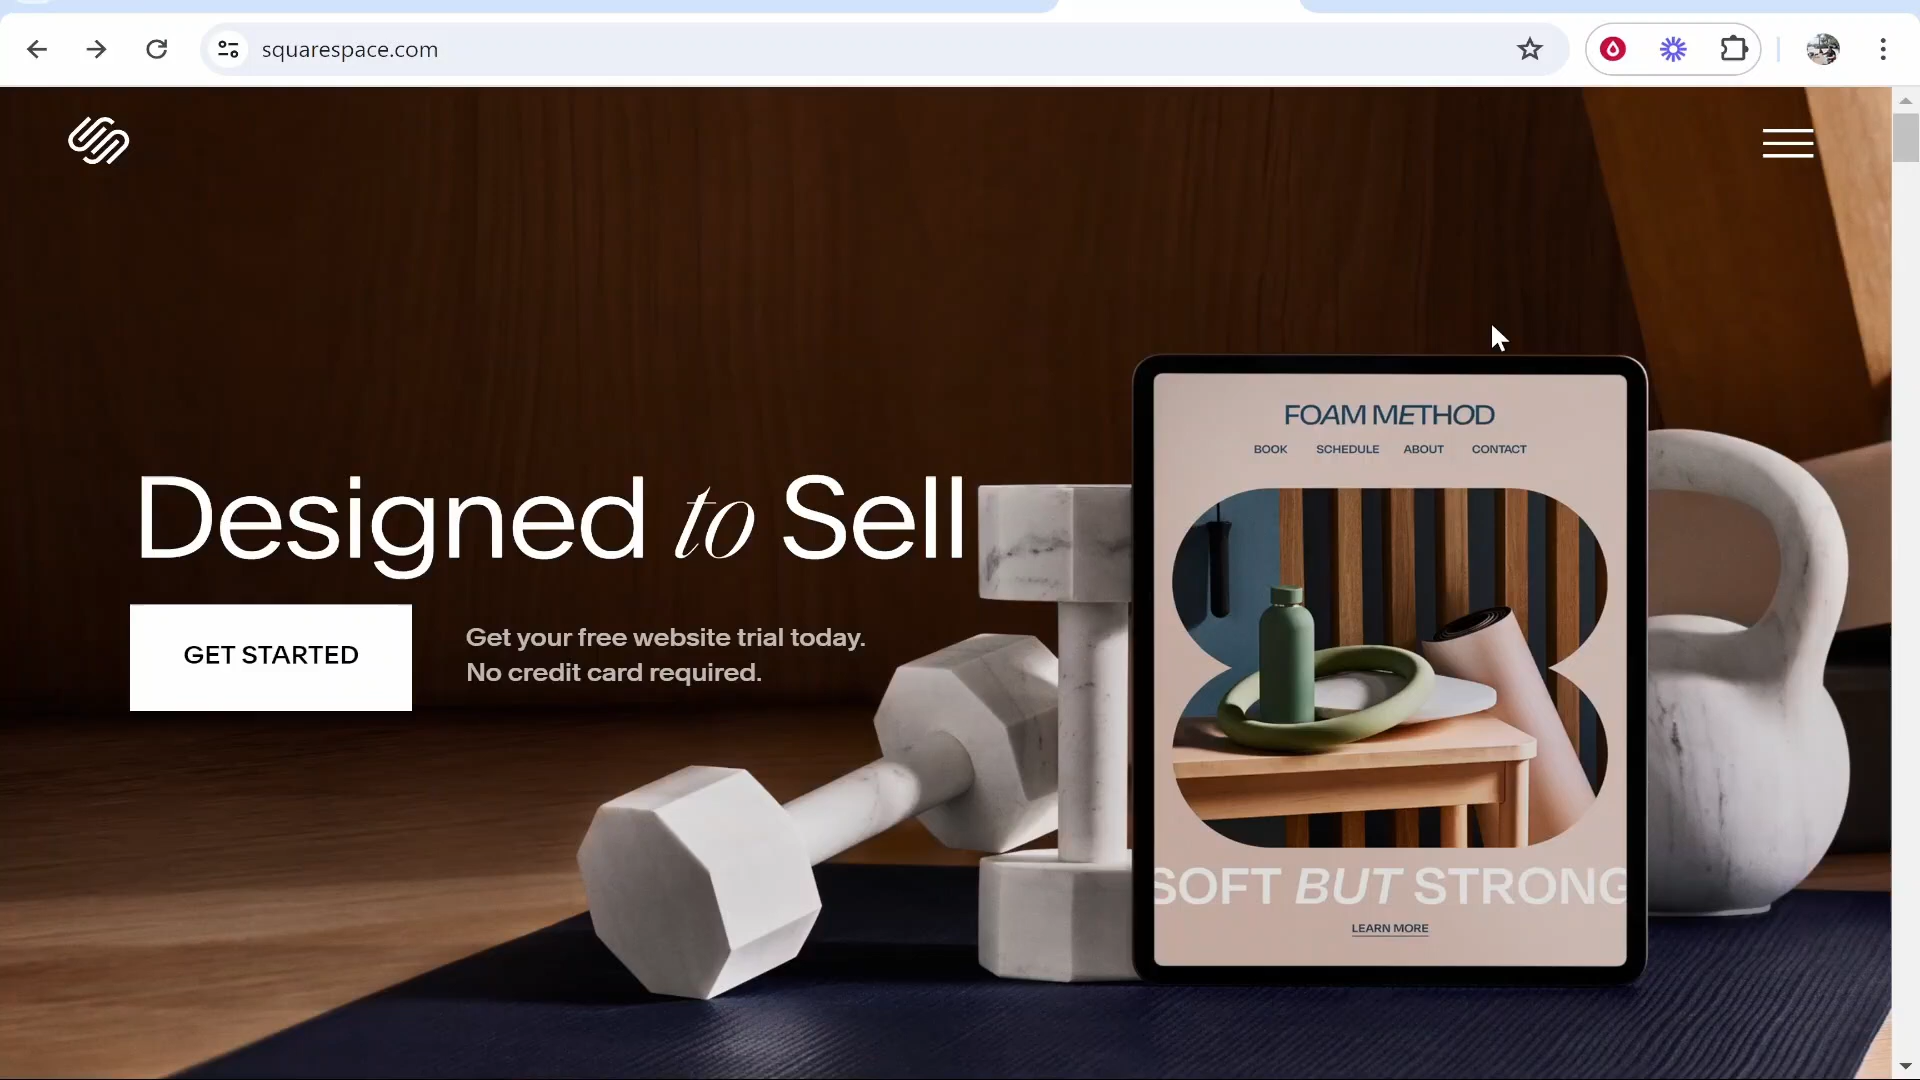 squarespace.com
FOAM METHOD
BOOK SCHEDULE ABOUT CONTACT
Designed to Sell
GET STARTED
Get your free website trial today.
No credit card required.
SOFT BUT STRONG
LEARN MORE